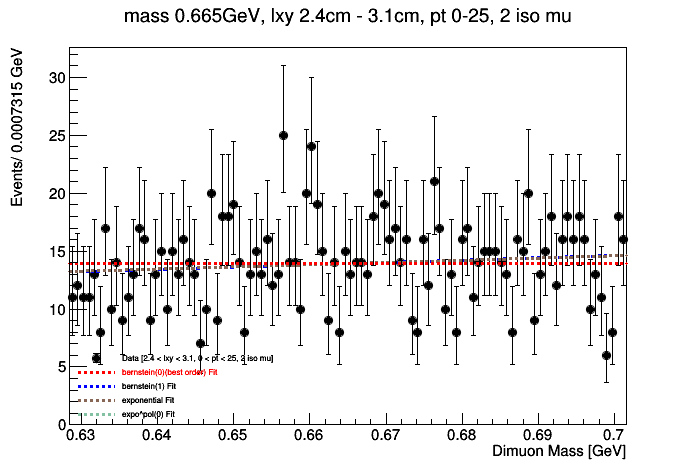 mass 0.665GeV, lxy 2.4cm - 3.1cm, pt 0-25, 2 iso mu
Events/ 0.0007315 GeV
30
25
20
15
10
5
0
Data [2.4 < lxy < 3.1, 0 < pt < 25, 2 iso mu]
bernstein(0)(best order) Fit
bernstein(1) Fit
exponential Fit
expo*pol(0) Fit
0.63 0.64 0.65 0.66 0.67 0.68 0.69 0.7
Dimuon Mass [GeV]